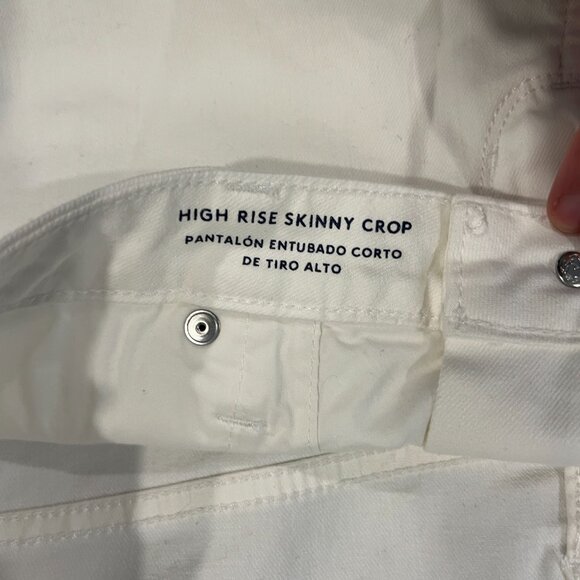 HIGH RISE SKINNY CROP
PANTALÓN ENTUBADO CORTO
DE TIRO ALTO